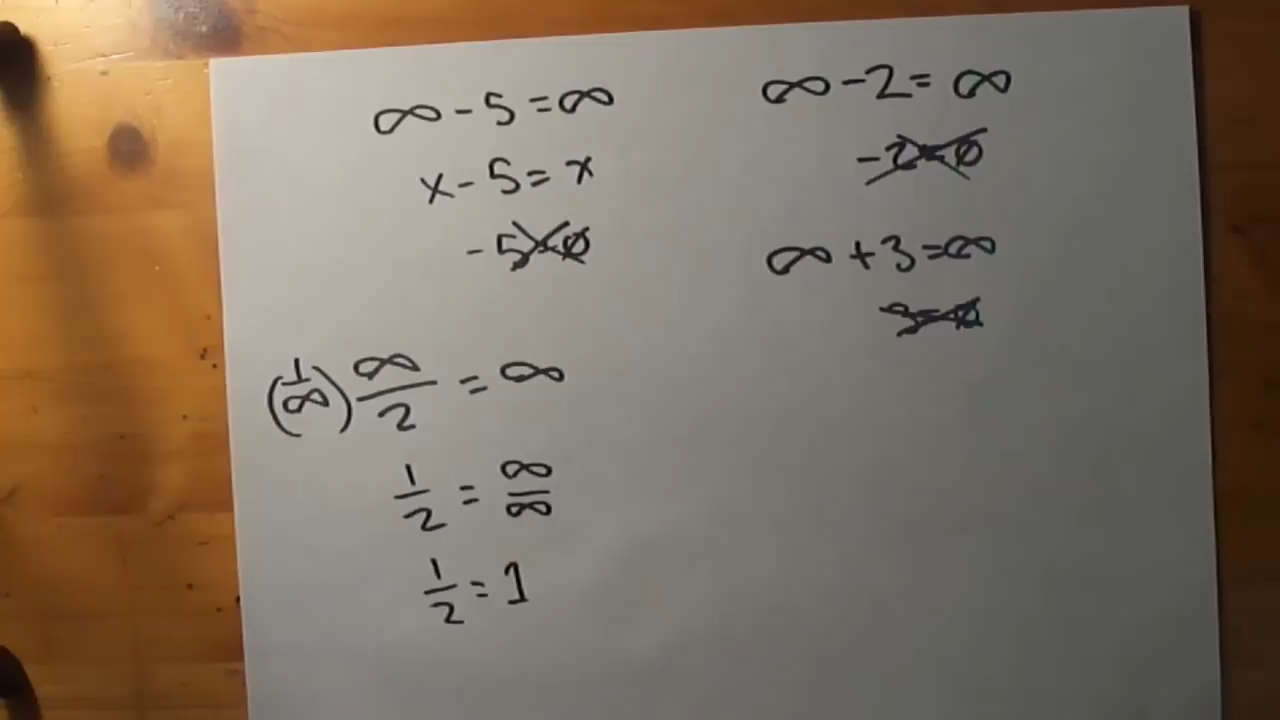 ∞ - 5 = ∞
x - 5 = x
- 5 = 0
∞ - 2 = ∞
- 2 = 0
∞ + 3 = ∞
3 = 0
(1/∞) ∞/2 = ∞
1/2 = ∞/∞
1/2 = 1